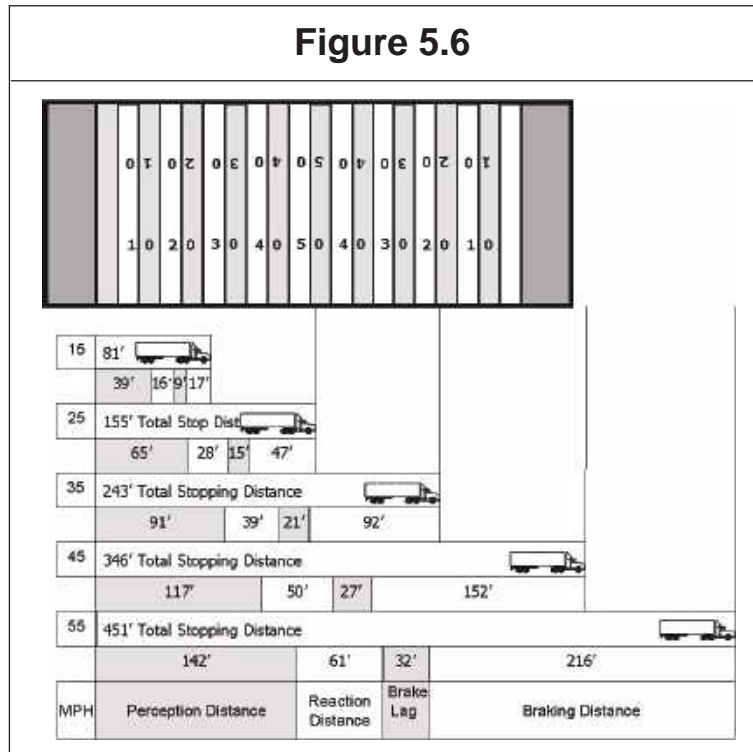 Figure 5.6
0 1 0 2 0 3 0 4 0 5 0 4 0 3 0 2 0 1
1 0 2 0 3 0 4 0 5 0 4 0 3 0 2 0 1 0
15 81'
39' 16' 9' 17'
25 155' Total Stop Dist
65' 28' 15' 47'
35 243' Total Stopping Distance
91' 39' 21' 92'
45 346' Total Stopping Distance
117' 50' 27' 152'
55 451' Total Stopping Distance
142' 61' 32' 216'
MPH Perception Distance Reaction Distance Brake Lag Braking Distance